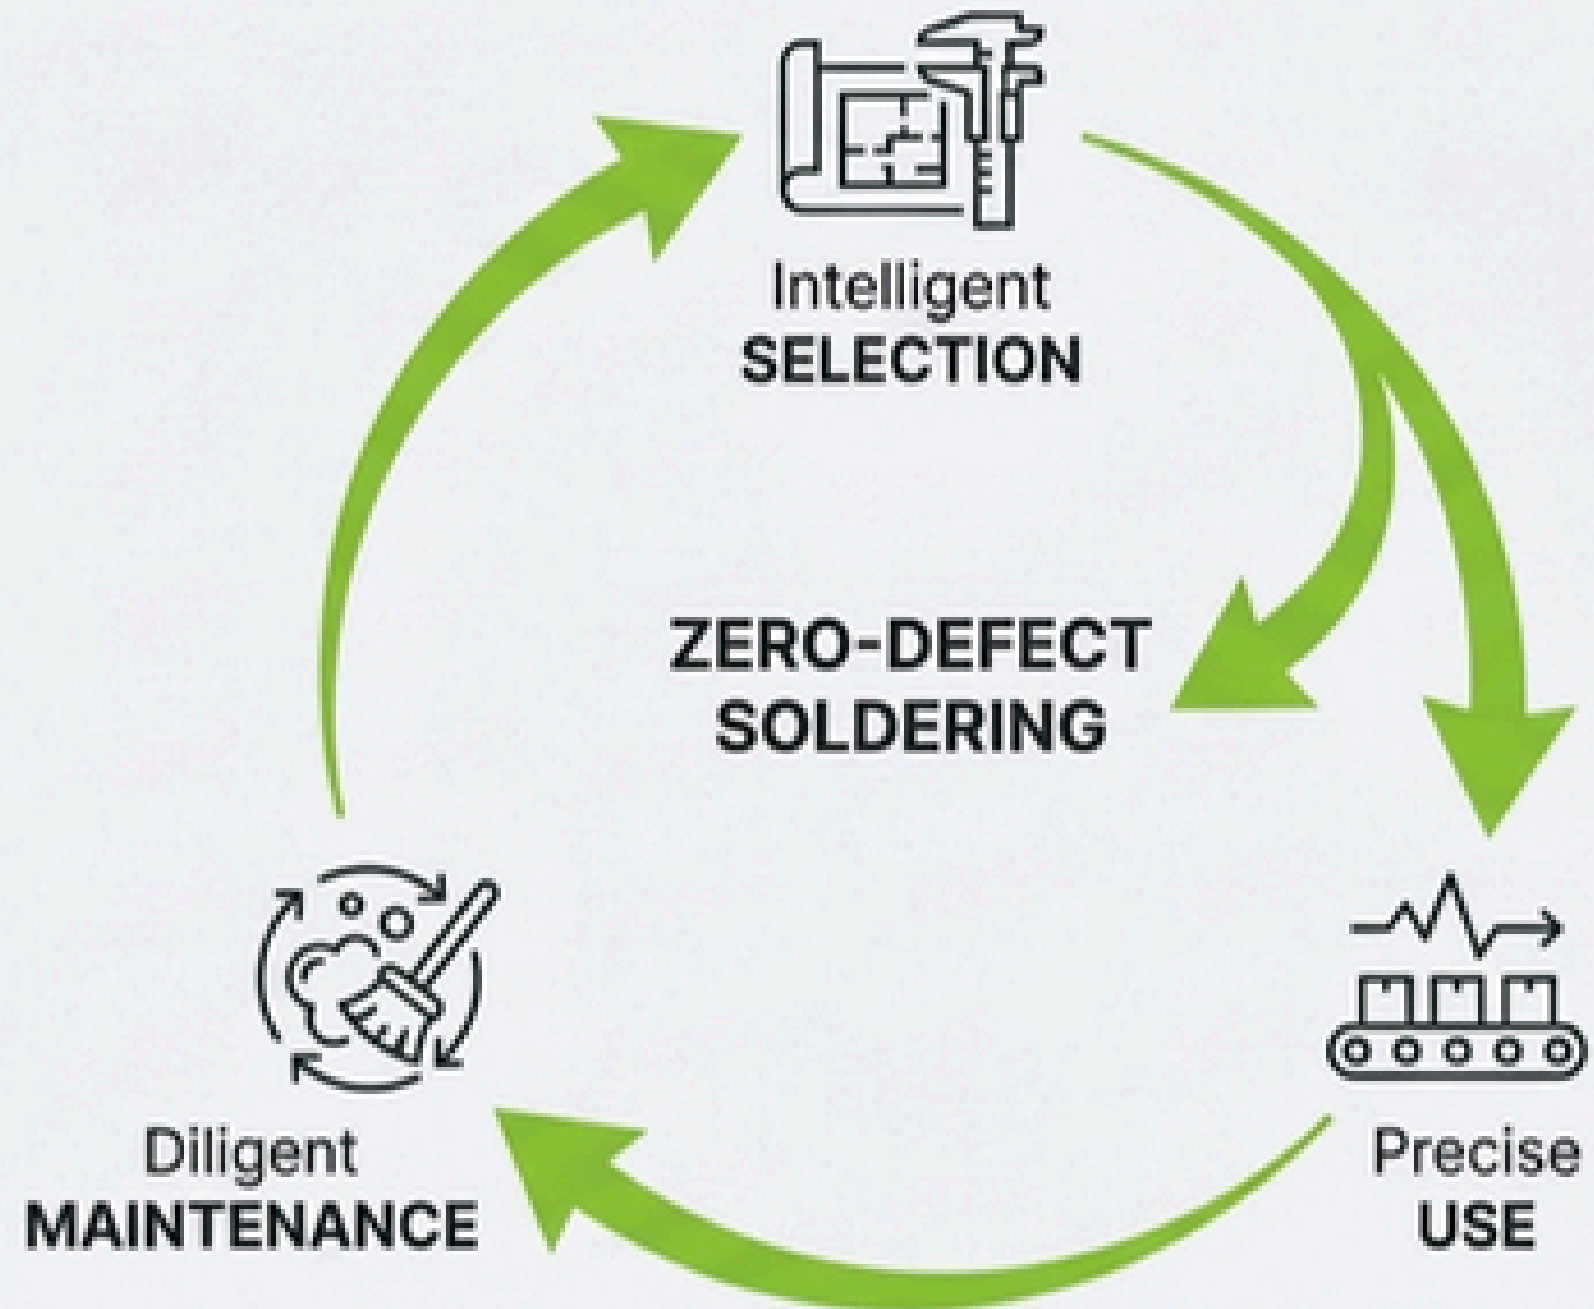 Intelligent
SELECTION
ZERO-DEFECT
SOLDERING
Diligent
MAINTENANCE
Precise
USE